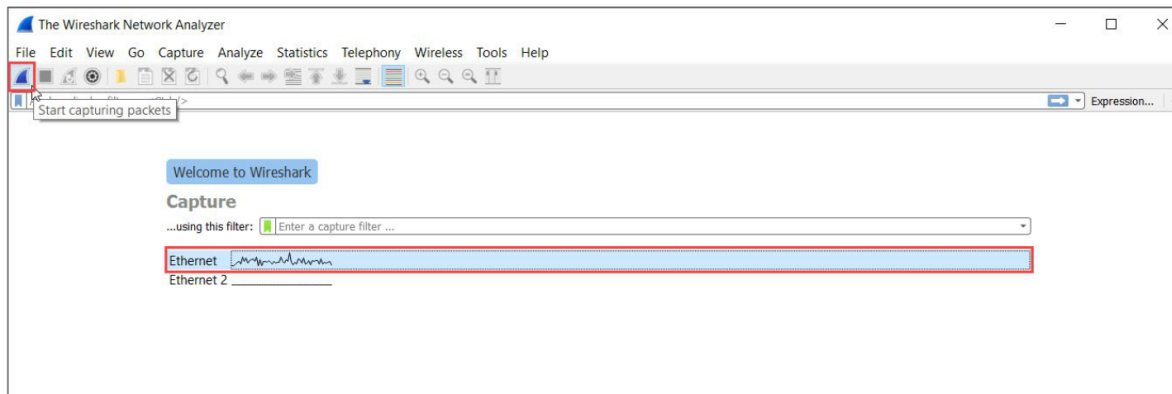 The Wireshark Network Analyzer
File Edit View Go Capture Analyze Statistics Telephony Wireless Tools Help
Start capturing packets
Expression...
Welcome to Wireshark
Capture
...using this filter: Enter a capture filter ...
Ethernet
Ethernet 2